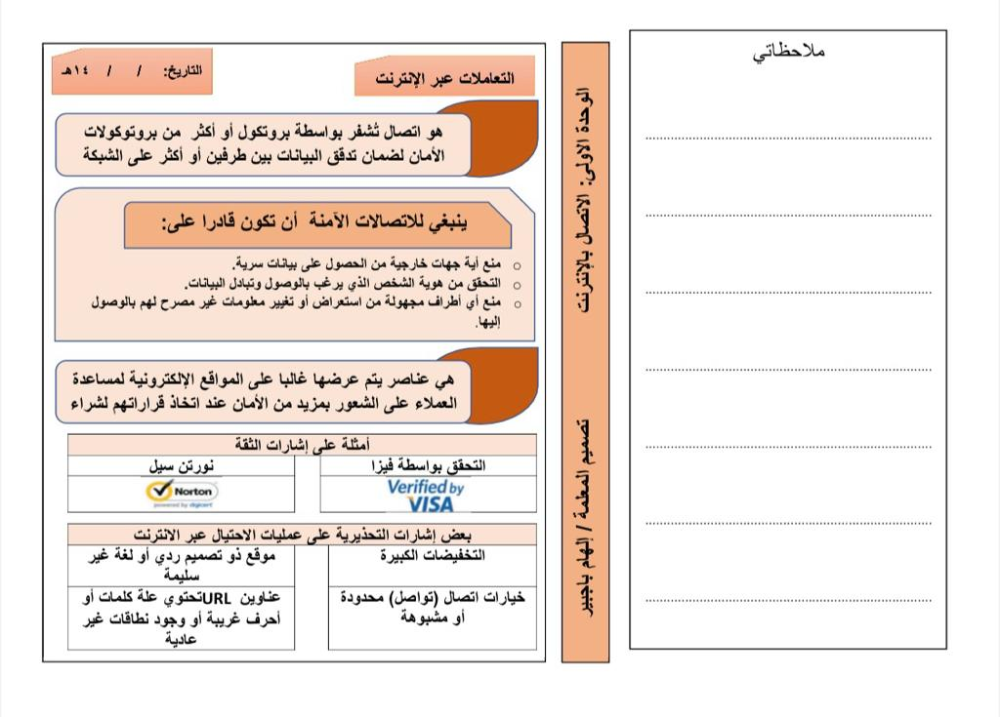 ملاحظاتي
الوحدة الاولى: الاتصال بالإنترنت
تصميم المعلمة / إلهام باجبير
التعاملات عبر الإنترنت
التاريخ: / / ١٤هـ
هو اتصال تُشفر بواسطة بروتكول أو أكثر من بروتوكولات
الأمان لضمان تدفق البيانات بين طرفين أو أكثر على الشبكة
ينبغي للاتصالات الآمنة أن تكون قادرا على:
○ منع أية جهات خارجية من الحصول على بيانات سرية.
○ التحقق من هوية الشخص الذي يرغب بالوصول وتبادل البيانات.
○ منع أي أطراف مجهولة من استعراض أو تغيير معلومات غير مصرح لهم بالوصول
إليها.
هي عناصر يتم عرضها غالبا على المواقع الإلكترونية لمساعدة
العملاء على الشعور بمزيد من الأمان عند اتخاذ قراراتهم لشراء
أمثلة على إشارات الثقة
التحقق بواسطة فيزا
Verified by
VISA
نورتن سيل
Norton
powered by digicert
بعض إشارات التحذيرية على عمليات الاحتيال عبر الانترنت
التخفيضات الكبيرة
موقع ذو تصميم ردي أو لغة غير
سليمة
خيارات اتصال (تواصل) محدودة
أو مشبوهة
عناوين URLتحتوي علة كلمات أو
أحرف غريبة أو وجود نطاقات غير
عادية